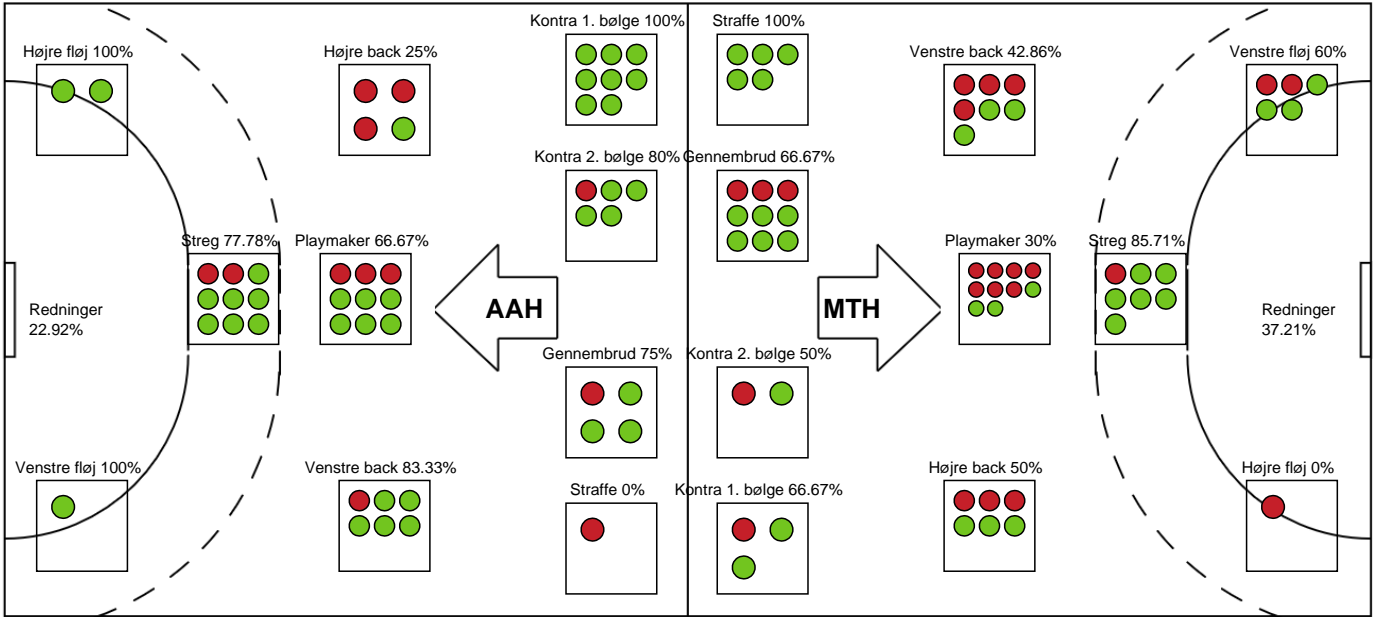 Kontra 1. bølge 100%
Straffe 100%
Højre fløj 100%
Højre back 25%
Venstre back 42.86%
Venstre fløj 60%
Kontra 2. bølge 80%
Gennembrud 66.67%
Streg 77.78%
Playmaker 66.67%
Playmaker 30%
Streg 85.71%
Redninger
22.92%
AAH
MTH
Redninger
37.21%
Gennembrud 75%
Kontra 2. bølge 50%
Venstre fløj 100%
Venstre back 83.33%
Højre back 50%
Højre fløj 0%
Straffe 0%
Kontra 1. bølge 66.67%